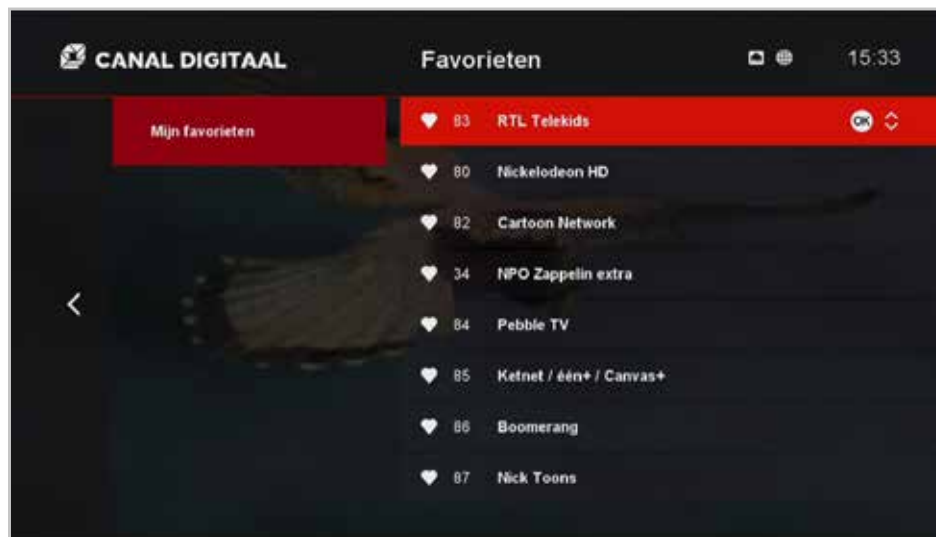 CANAL DIGITAAL
Favorieten
15:33
Mijn favorieten
83 RTL Telekids OK
80 Nickelodeon HD
82 Cartoon Network
34 NPO Zappelin extra
84 Pebble TV
85 Ketnet / één+ / Canvas+
86 Boomerang
87 Nick Toons